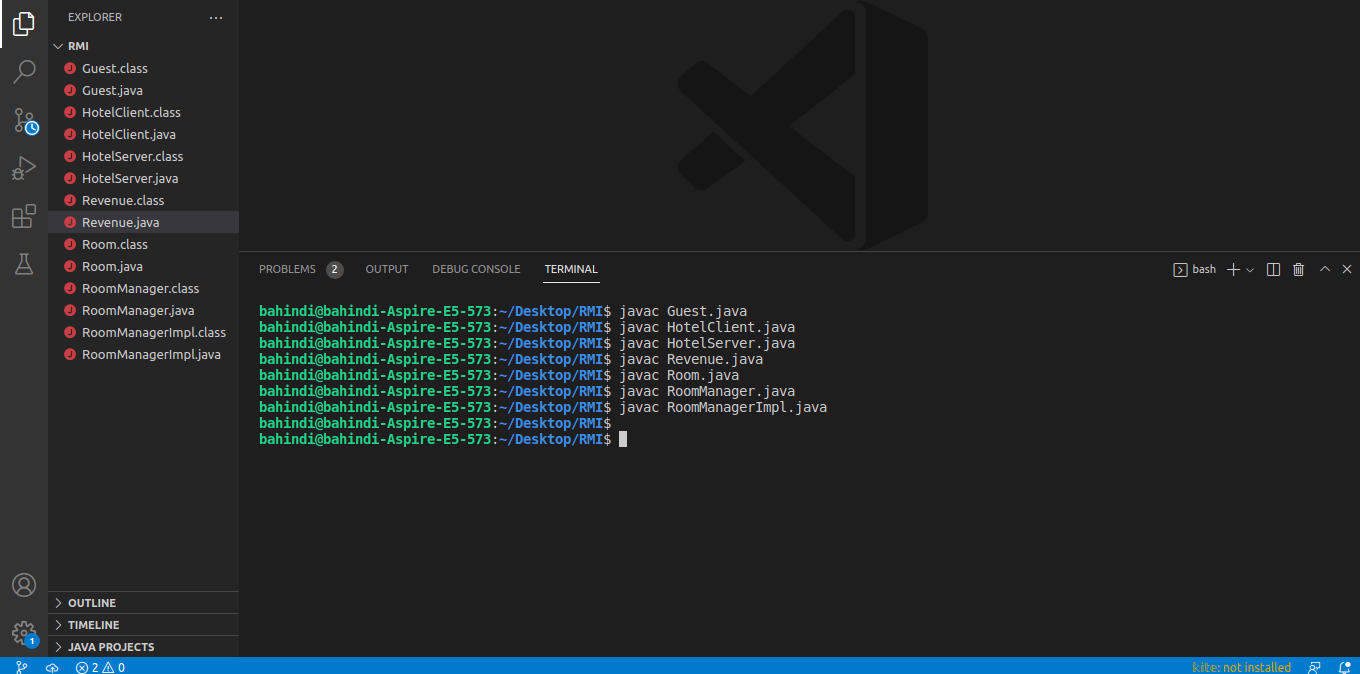 EXPLORER
RMI
Guest.class
Guest.java
HotelClient.class
HotelClient.java
HotelServer.class
HotelServer.java
Revenue.class
Revenue.java
Room.class
Room.java
RoomManager.class
RoomManager.java
RoomManagerImpl.class
RoomManagerImpl.java
OUTLINE
TIMELINE
JAVA PROJECTS
1
PROBLEMS 2 OUTPUT DEBUG CONSOLE TERMINAL
bash
bahindi@bahindi-Aspire-E5-573:~/Desktop/RMI$ javac Guest.java
bahindi@bahindi-Aspire-E5-573:~/Desktop/RMI$ javac HotelClient.java
bahindi@bahindi-Aspire-E5-573:~/Desktop/RMI$ javac HotelServer.java
bahindi@bahindi-Aspire-E5-573:~/Desktop/RMI$ javac Revenue.java
bahindi@bahindi-Aspire-E5-573:~/Desktop/RMI$ javac Room.java
bahindi@bahindi-Aspire-E5-573:~/Desktop/RMI$ javac RoomManager.java
bahindi@bahindi-Aspire-E5-573:~/Desktop/RMI$ javac RoomManagerImpl.java
bahindi@bahindi-Aspire-E5-573:~/Desktop/RMI$
bahindi@bahindi-Aspire-E5-573:~/Desktop/RMI$
2 0
kite: not installed